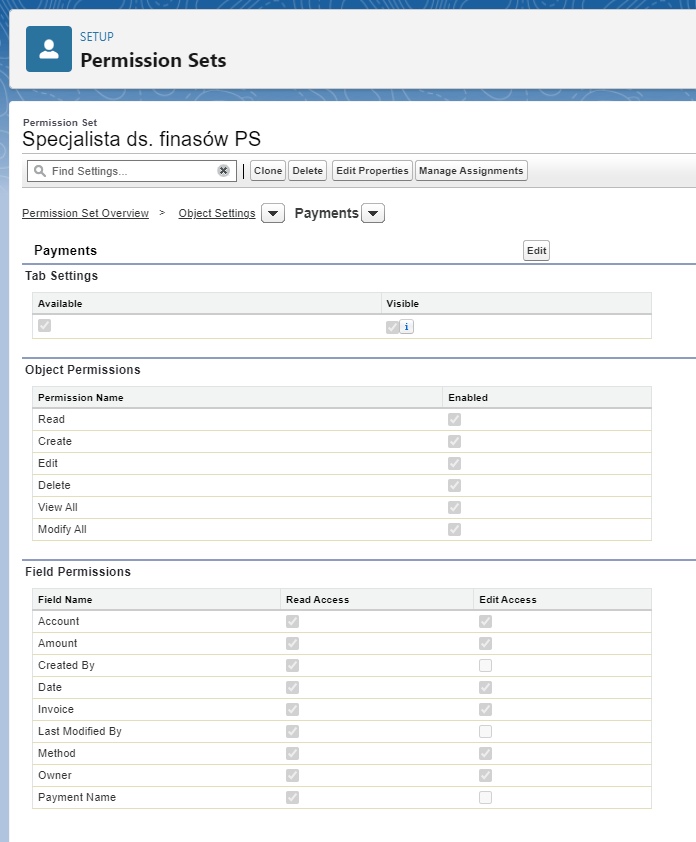 SETUP
Permission Sets
Permission Set
Specjalista ds. finasów PS
Find Settings... Clone Delete Edit Properties Manage Assignments
Permission Set Overview > Object Settings Payments
Payments Edit
Tab Settings
Available Visible
i
Object Permissions
Permission Name Enabled
Read
Create
Edit
Delete
View All
Modify All
Field Permissions
Field Name Read Access Edit Access
Account
Amount
Created By
Date
Invoice
Last Modified By
Method
Owner
Payment Name